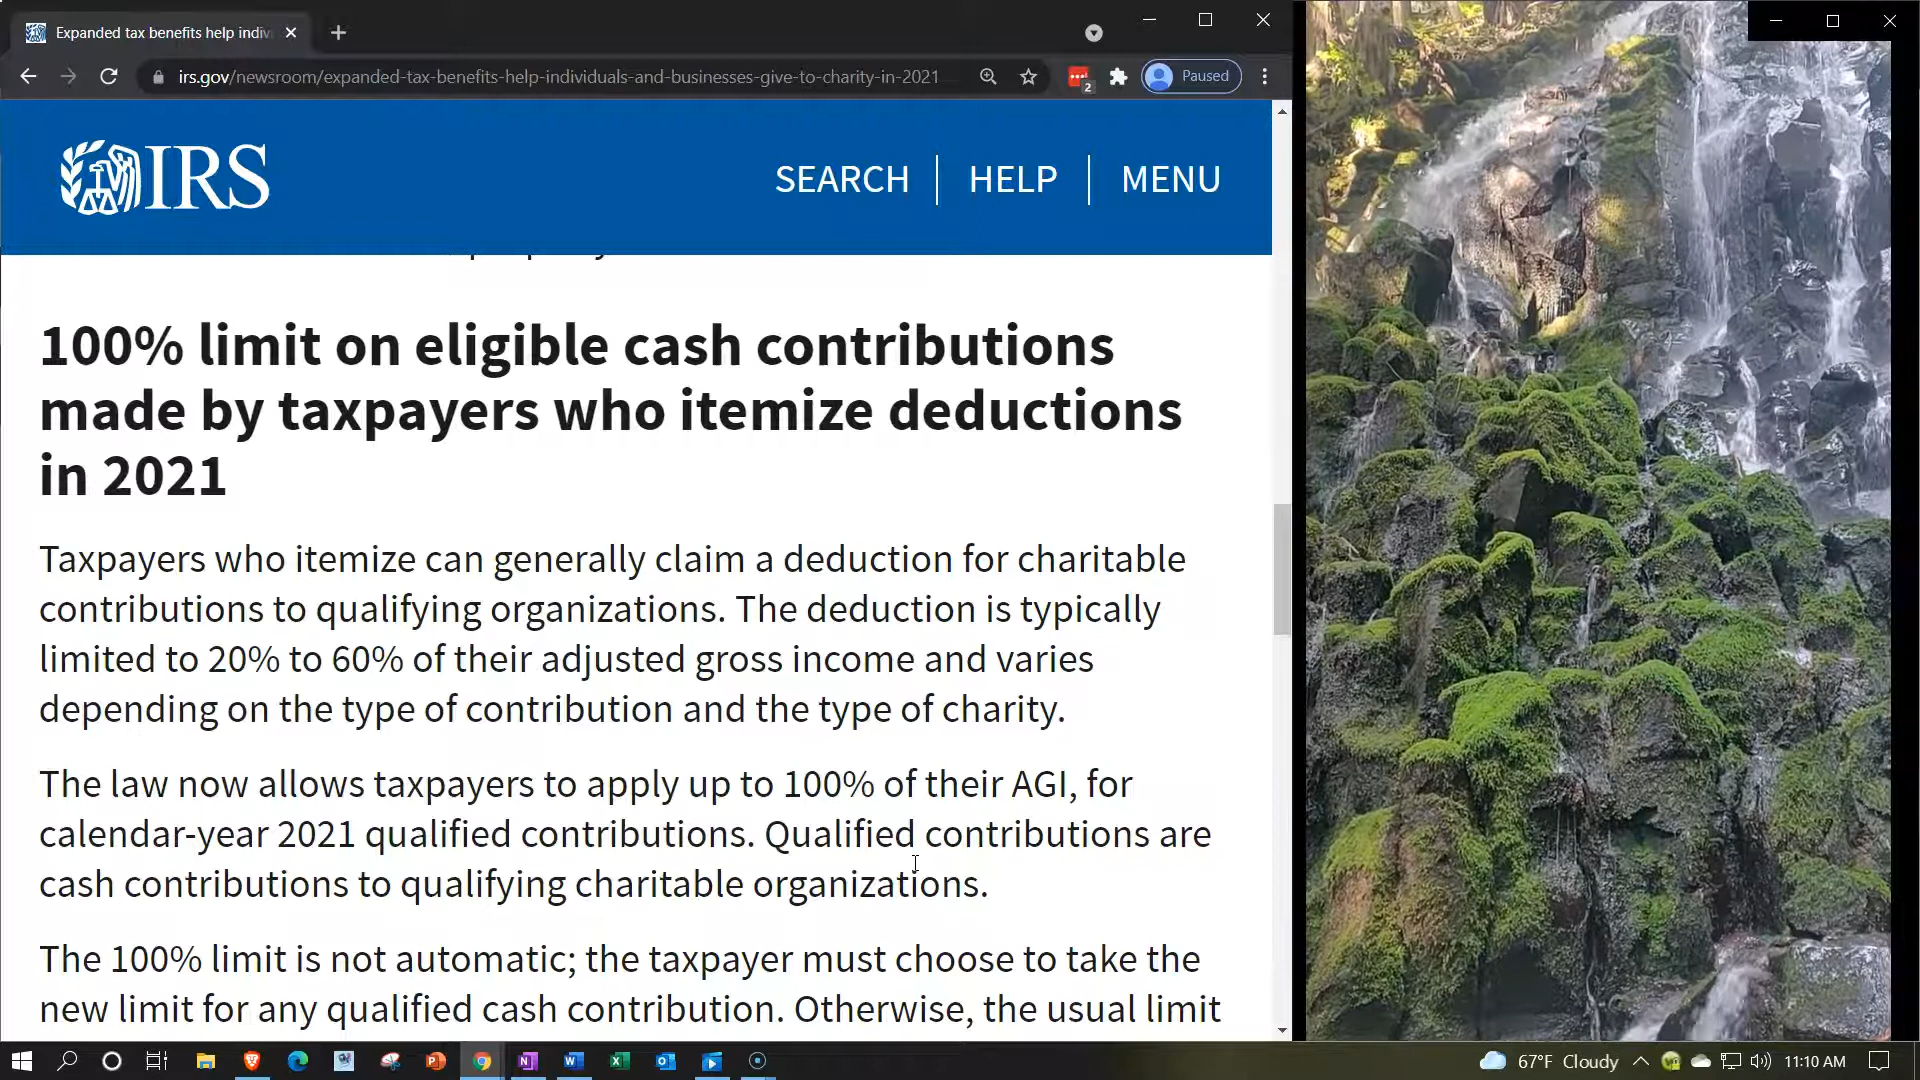 Expanded tax benefits help indiv
irs.gov/newsroom/expanded-tax-benefits-help-individuals-and-businesses-give-to-charity-in-2021
2
Paused
IRS
SEARCH
HELP
MENU
100% limit on eligible cash contributions
made by taxpayers who itemize deductions
in 2021
Taxpayers who itemize can generally claim a deduction for charitable
contributions to qualifying organizations. The deduction is typically
limited to 20% to 60% of their adjusted gross income and varies
depending on the type of contribution and the type of charity.
The law now allows taxpayers to apply up to 100% of their AGI, for
calendar-year 2021 qualified contributions. Qualified contributions are
cash contributions to qualifying charitable organizations.
The 100% limit is not automatic; the taxpayer must choose to take the
new limit for any qualified cash contribution. Otherwise, the usual limit
67°F Cloudy
11:10 AM